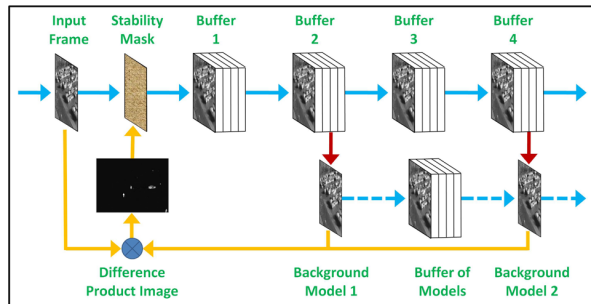 Input Stability Buffer Buffer Buffer Buffer
Frame Mask 1 2 3 4
Difference Background Buffer of Background
Product Image Model 1 Models Model 2